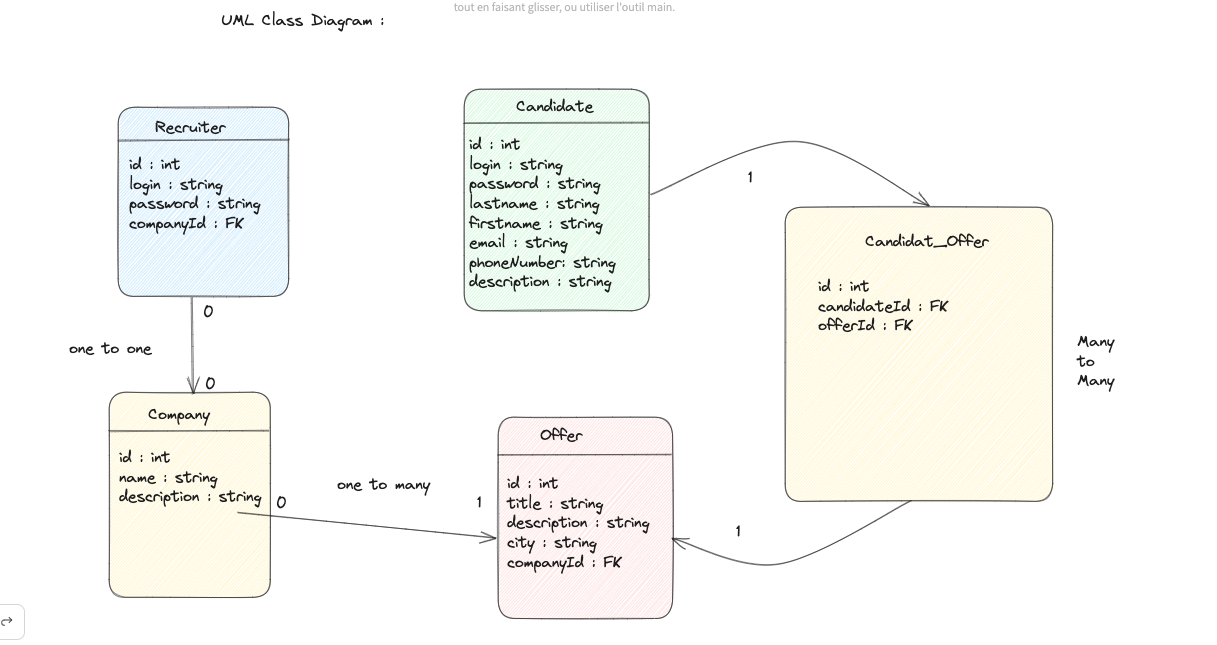 tout en faisant glisser, ou utiliser l'outil main.
UML Class Diagram :
Recruiter
id : int
login : string
password : string
companyId : FK
Candidate
id : int
login : string
password : string
lastname : string
firstname : string
email : string
phoneNumber: string
description : string
1
Candidat_Offer
id : int
candidateId : FK
offerId : FK
Many
to
Many
0
one to one
0
Company
id : int
name : string
description : string
0
one to many
1
Offer
id : int
title : string
description : string
city : string
companyId : FK
1